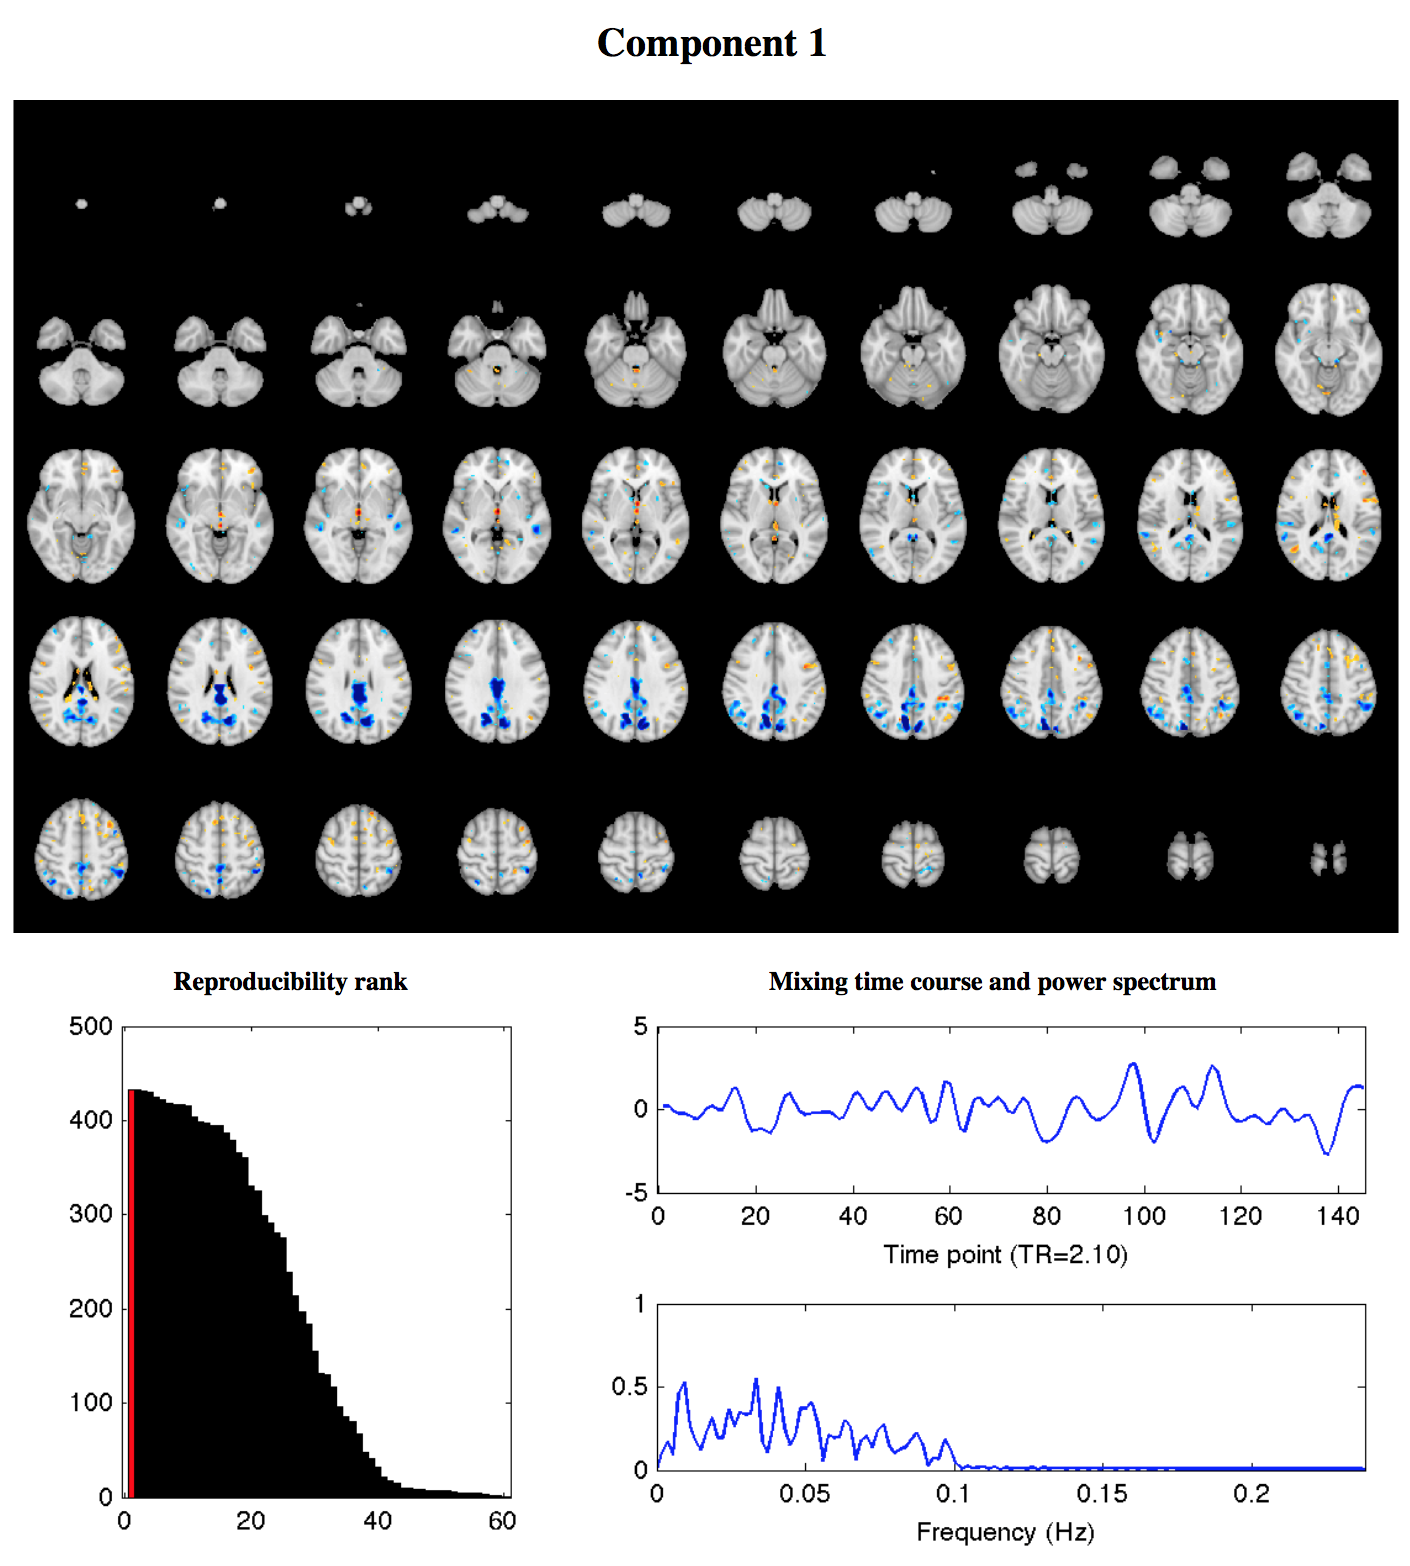 Component 1
Reproducibility rank
500
400
300
200
100
0
0 20 40 60
Mixing time course and power spectrum
5
0
-5
0 20 40 60 80 100 120 140
Time point (TR=2.10)
1
0.5
0
0 0.05 0.1 0.15 0.2
Frequency (Hz)